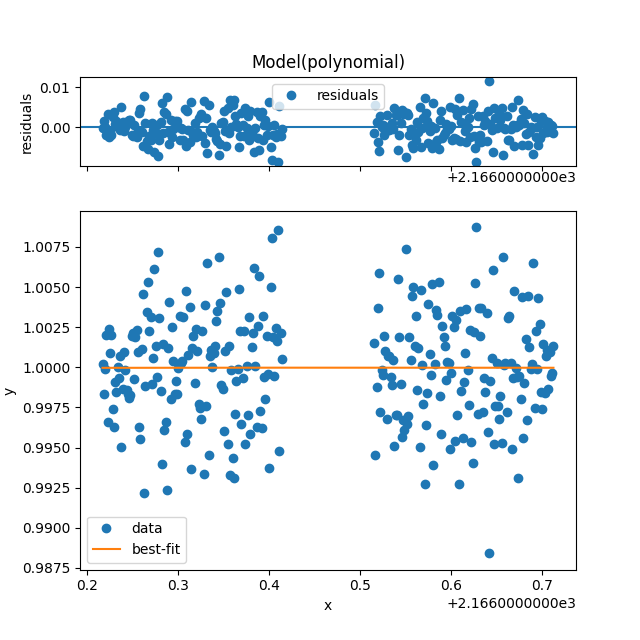 Model(polynomial)
residuals
0.01
0.00
residuals
+2.1660000000e3
1.0075
1.0050
1.0025
1.0000
0.9975
0.9950
0.9925
0.9900
0.9875
y
data
best-fit
0.2 0.3 0.4 0.5 0.6 0.7
x
+2.1660000000e3